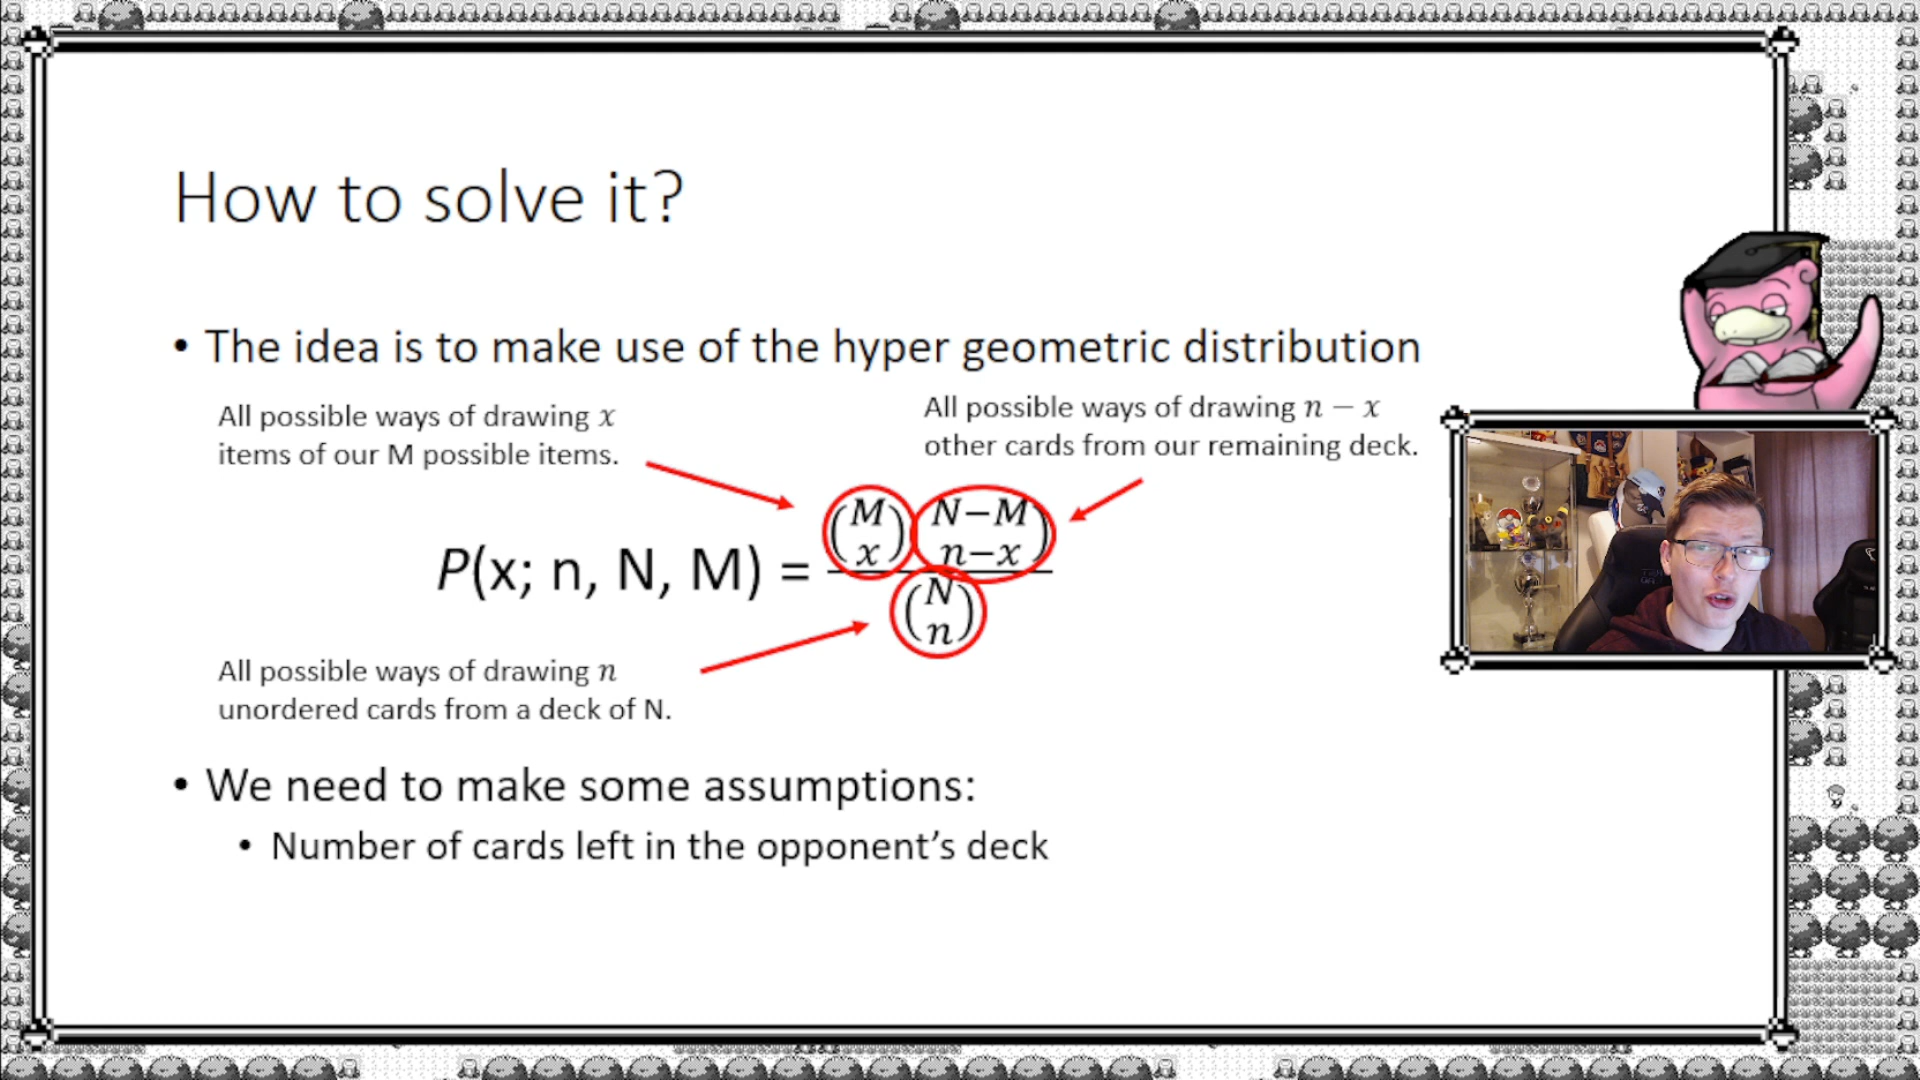 How to solve it?
• The idea is to make use of the hyper geometric distribution
All possible ways of drawing x
items of our M possible items.
All possible ways of drawing n − x
other cards from our remaining deck.
P(x; n, N, M) = (M x)(N−M n−x) / (N n)
All possible ways of drawing n
unordered cards from a deck of N.
• We need to make some assumptions:
• Number of cards left in the opponent’s deck